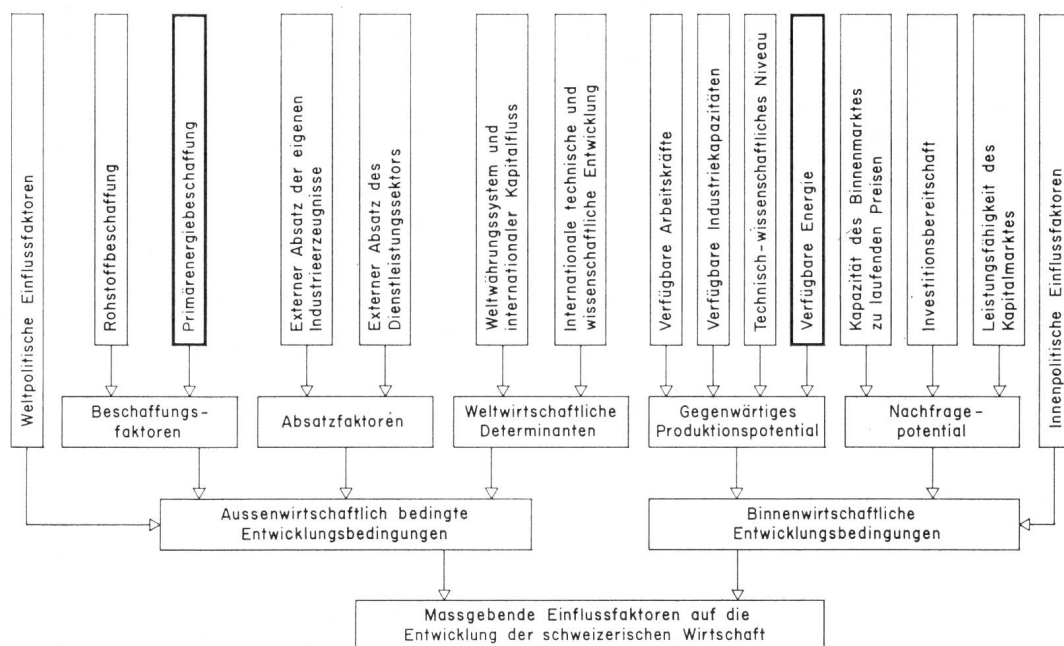 Weltpolitische Einflussfaktoren
Rohstoffbeschaffung
Primärenergiebeschaffung
Externer Absatz der eigenen
Industrieerzeugnisse
Externer Absatz des
Dienstleistungssektors
Weltwährungssystem und
internationaler Kapitalfluss
Internationale technische und
wissenschaftliche Entwicklung
Verfügbare Arbeitskräfte
Verfügbare Industriekapazitäten
Technisch-wissenschaftliches Niveau
Verfügbare Energie
Kapazität des Binnenmarktes
zu laufenden Preisen
Investitionsbereitschaft
Leistungsfähigkeit des
Kapitalmarktes
Innenpolitische Einflussfaktoren
Beschaffungs-
faktoren
Absatzfaktoren
Weltwirtschaftliche
Determinanten
Gegenwärtiges
Produktionspotential
Nachfrage-
potential
Aussenwirtschaftlich bedingte
Entwicklungsbedingungen
Binnenwirtschaftliche
Entwicklungsbedingungen
Massgebende Einflussfaktoren auf die
Entwicklung der schweizerischen Wirtschaft